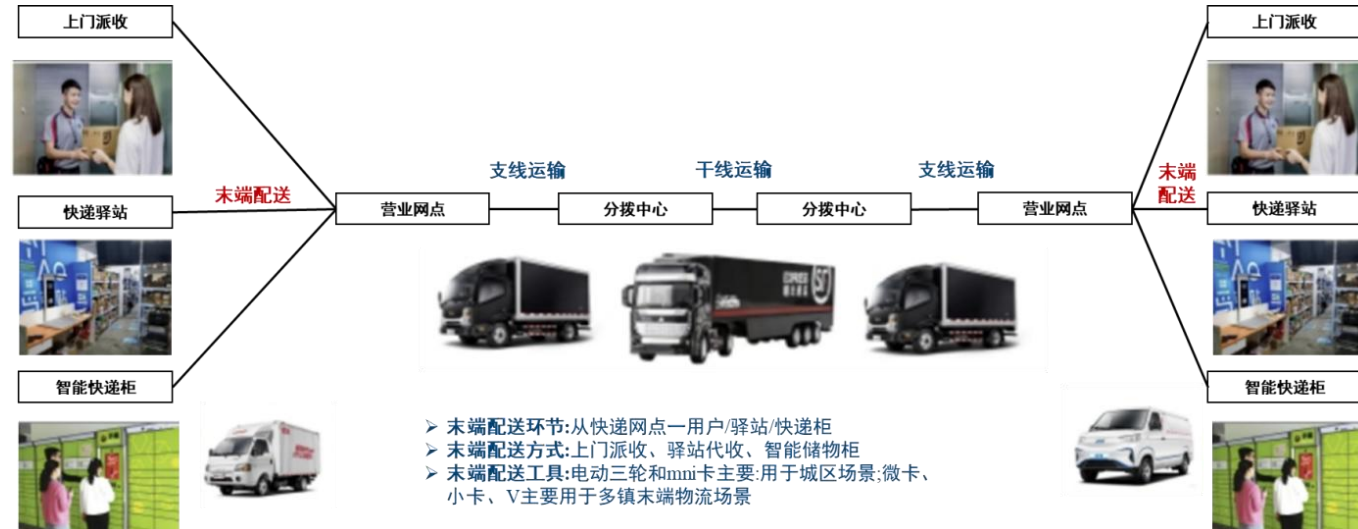 上门派收
上门派收
支线运输
干线运输
支线运输
末端
配送
末端配送
快递驿站
营业网点
分拨中心
分拨中心
营业网点
快递驿站
智能快递柜
智能快递柜
➢ 末端配送环节:从快递网点一用户/驿站/快递柜
➢ 末端配送方式:上门派收、驿站代收、智能储物柜
➢ 末端配送工具:电动三轮和mni卡主要:用于城区场景;微卡、
小卡、V主要用于多镇末端物流场景